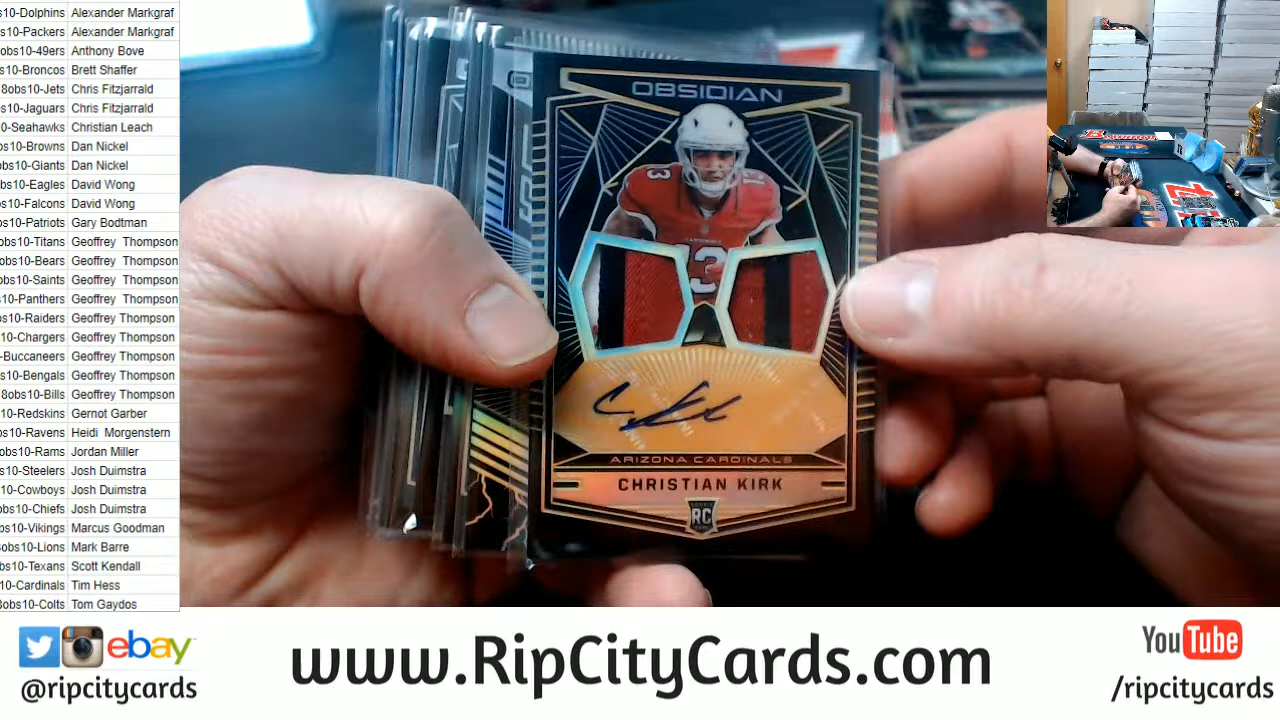 s10-Dolphins Alexander Markgraf
s10-Packers Alexander Markgraf
obs10-49ers Anthony Bove
s10-Broncos Brett Shaffer
8obs10-Jets Chris Fitzjarrald
s10-Jaguars Chris Fitzjarrald
0-Seahawks Christian Leach
bs10-Browns Dan Nickel
obs10-Giants Dan Nickel
bs10-Eagles David Wong
bs10-Falcons David Wong
bs10-Patriots Gary Bodtman
obs10-Titans Geoffrey Thompson
obs10-Bears Geoffrey Thompson
bs10-Saints Geoffrey Thompson
s10-Panthers Geoffrey Thompson
bs10-Raiders Geoffrey Thompson
10-Chargers Geoffrey Thompson
-Buccaneers Geoffrey Thompson
s10-Bengals Geoffrey Thompson
8obs10-Bills Geoffrey Thompson
10-Redskins Gernot Garber
s10-Ravens Heidi Morgenstern
obs10-Rams Jordan Miller
s10-Steelers Josh Duimstra
0-Cowboys Josh Duimstra
obs10-Chiefs Josh Duimstra
obs10-Vikings Marcus Goodman
8obs10-Lions Mark Barre
bs10-Texans Scott Kendall
10-Cardinals Tim Hess
8obs10-Colts Tom Gaydos
OBSIDIAN
13 13
13
ARIZONA CARDINALS
CHRISTIAN KIRK
RC
ebay
@ripcitycards
www.RipCityCards.com
YouTube
/ripcitycards